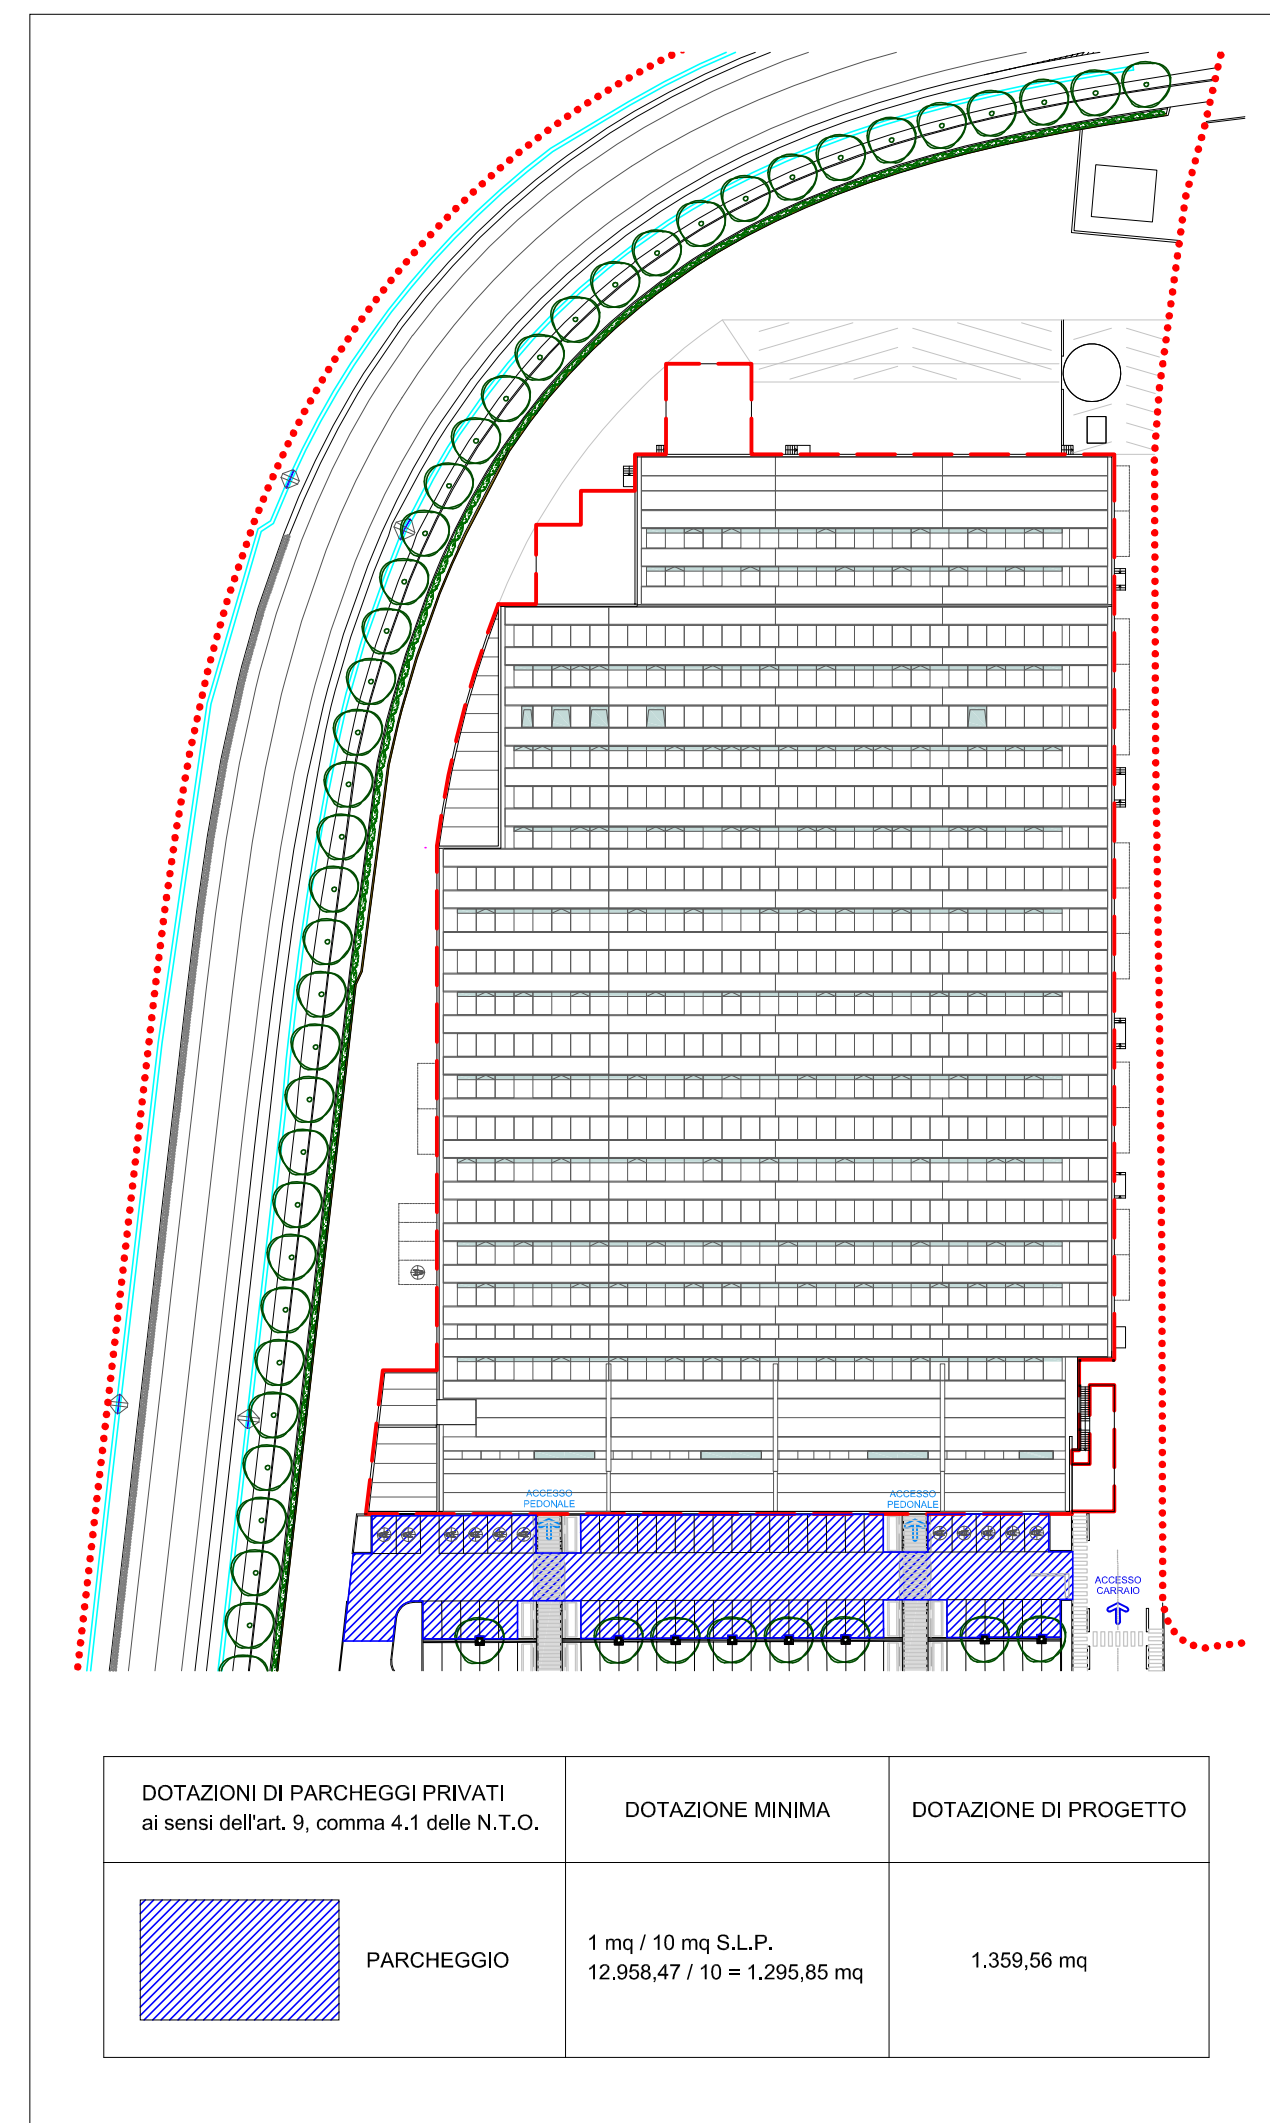 ACCESSO
PEDONALE
ACCESSO
PEDONALE
ACCESSO
CARRAIO
DOTAZIONI DI PARCHEGGI PRIVATI
ai sensi dell'art. 9, comma 4.1 delle N.T.O.
DOTAZIONE MINIMA
DOTAZIONE DI PROGETTO
PARCHEGGIO
1 mq / 10 mq S.L.P.
12.958,47 / 10 = 1.295,85 mq
1.359,56 mq